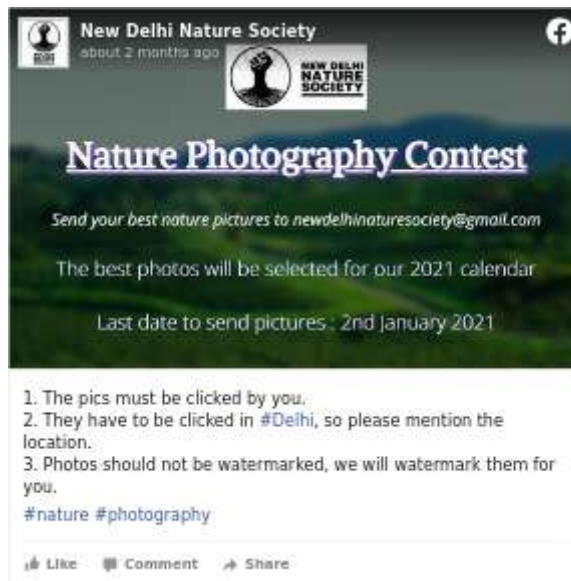 New Delhi Nature Society
about 2 months ago
NEW DELHI
NATURE
SOCIETY
Nature Photography Contest
Send your best nature pictures to newdelhinaturesociety@gmail.com
The best photos will be selected for our 2021 calendar
Last date to send pictures : 2nd January 2021
1. The pics must be clicked by you.
2. They have to be clicked in #Delhi, so please mention the
location.
3. Photos should not be watermarked, we will watermark them for
you.
#nature #photography
Like Comment Share